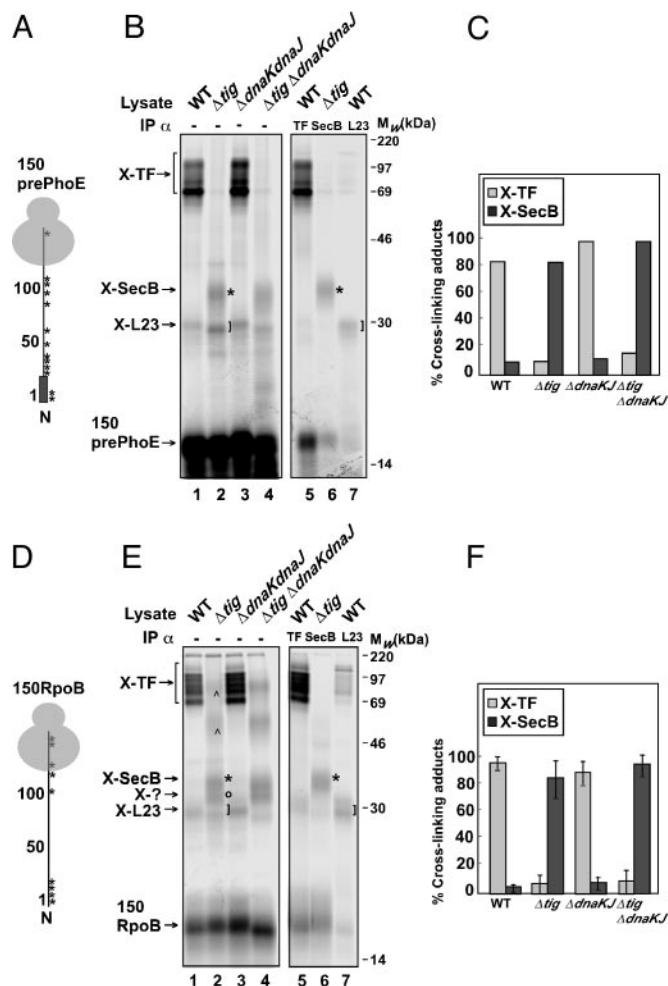 A
B
C
Lysate WT Δtig ΔdnaKdnaJ Δtig ΔdnaKdnaJ WT Δtig WT
IP α - - - - TF SecB L23 Mw(kDa)
150
prePhoE
*
100
50
1
N
X-TF→
X-SecB→ * *
X-L23→ ] ]
150
prePhoE→
220
97
69
46
30
14
1 2 3 4 5 6 7
X-TF
X-SecB
% Cross-linking adducts
100
80
60
40
20
0
WT Δtig ΔdnaKJ Δtig ΔdnaKJ
D
E
F
Lysate WT Δtig ΔdnaKdnaJ Δtig ΔdnaKdnaJ WT Δtig WT
IP α - - - - TF SecB L23 Mw(kDa)
150RpoB
100
50
1
N
X-TF→
^
^
X-SecB→ * *
X-?→ o
X-L23→ ] ]
150
RpoB→
220
97
69
46
30
14
1 2 3 4 5 6 7
X-TF
X-SecB
% Cross-linking adducts
100
80
60
40
20
0
WT Δtig ΔdnaKJ Δtig ΔdnaKJ